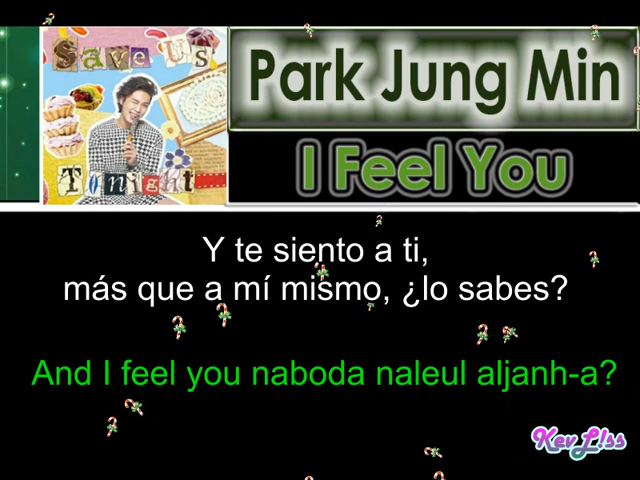 Save Us
Tonight
Park Jung Min
I Feel You
Y te siento a ti,
más que a mí mismo, ¿lo sabes?
And I feel you naboda naleul aljanh-a?
KevL!ss